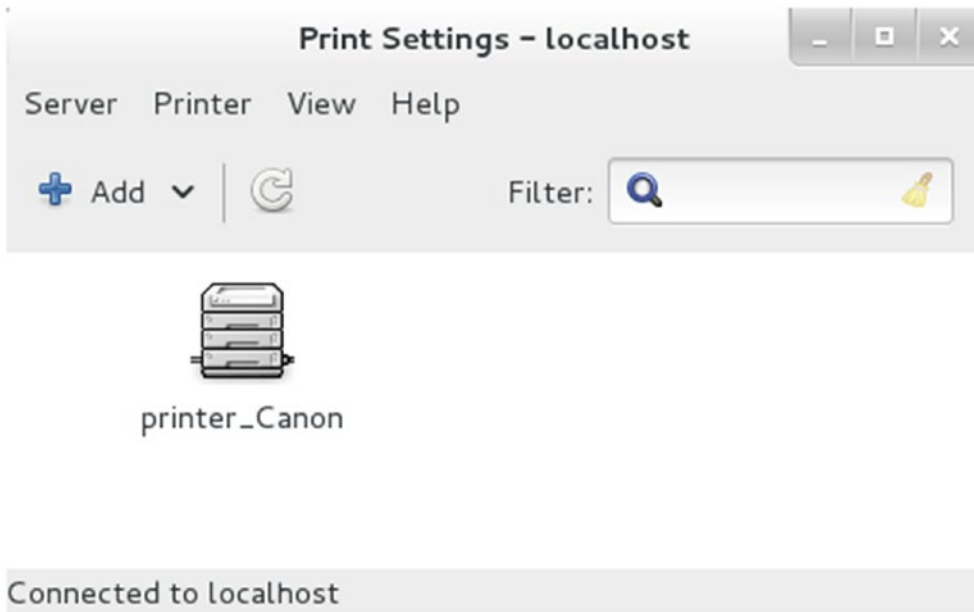 Print Settings – localhost
Server Printer View Help
Add Filter:
printer_Canon
Connected to localhost